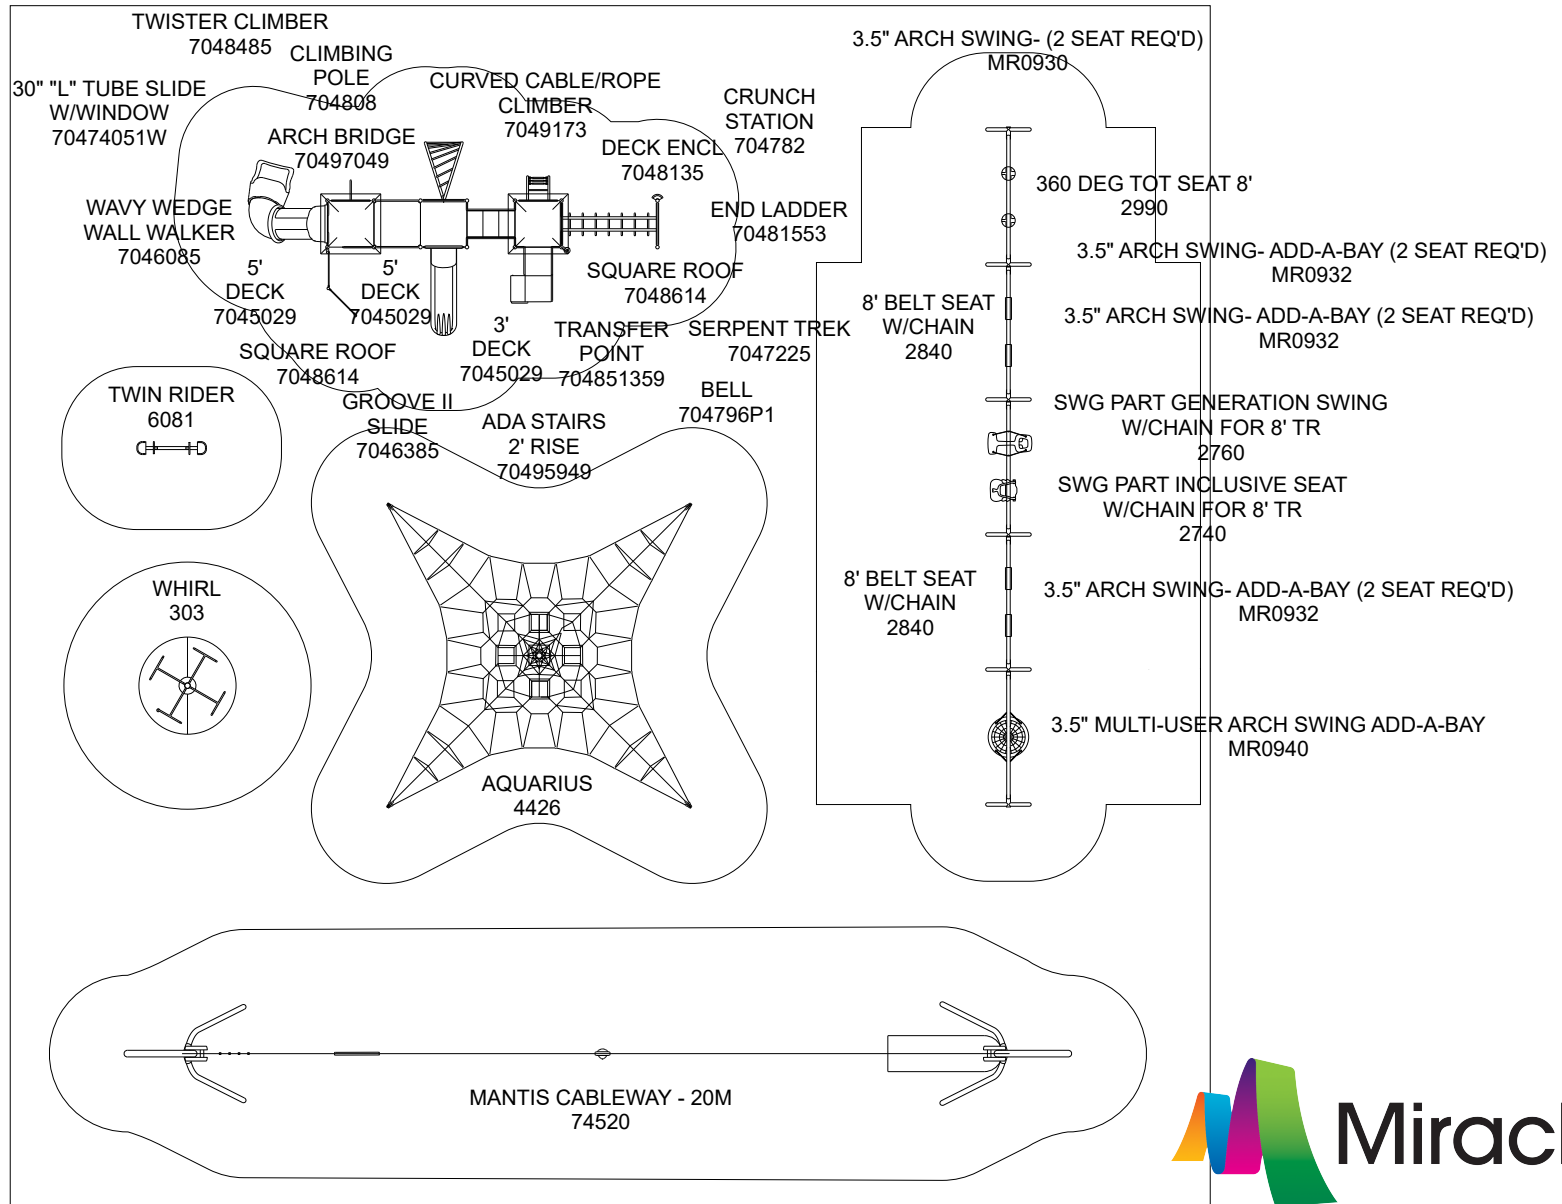 TWISTER CLIMBER
7048485
CLIMBING
POLE
704808
30" "L" TUBE SLIDE
W/WINDOW
70474051W
ARCH BRIDGE
70497049
CURVED CABLE/ROPE
CLIMBER
7049173
CRUNCH
STATION
704782
DECK ENCL
7048135
WAVY WEDGE
WALL WALKER
7046085
END LADDER
70481553
5'
DECK
7045029
5'
DECK
7045029
SQUARE ROOF
7048614
3'
DECK
7045029
TRANSFER
POINT
704851359
SERPENT TREK
7047225
SQUARE ROOF
7048614
BELL
704796P1
GROOVE II
SLIDE
7046385
ADA STAIRS
2' RISE
70495949
TWIN RIDER
6081
WHIRL
303
AQUARIUS
4426
3.5" ARCH SWING- (2 SEAT REQ'D)
MR0930
360 DEG TOT SEAT 8'
2990
3.5" ARCH SWING- ADD-A-BAY (2 SEAT REQ'D)
MR0932
8' BELT SEAT
W/CHAIN
2840
3.5" ARCH SWING- ADD-A-BAY (2 SEAT REQ'D)
MR0932
SWG PART GENERATION SWING
W/CHAIN FOR 8' TR
2760
SWG PART INCLUSIVE SEAT
W/CHAIN FOR 8' TR
2740
8' BELT SEAT
W/CHAIN
2840
3.5" ARCH SWING- ADD-A-BAY (2 SEAT REQ'D)
MR0932
3.5" MULTI-USER ARCH SWING ADD-A-BAY
MR0940
MANTIS CABLEWAY - 20M
74520
Miracl